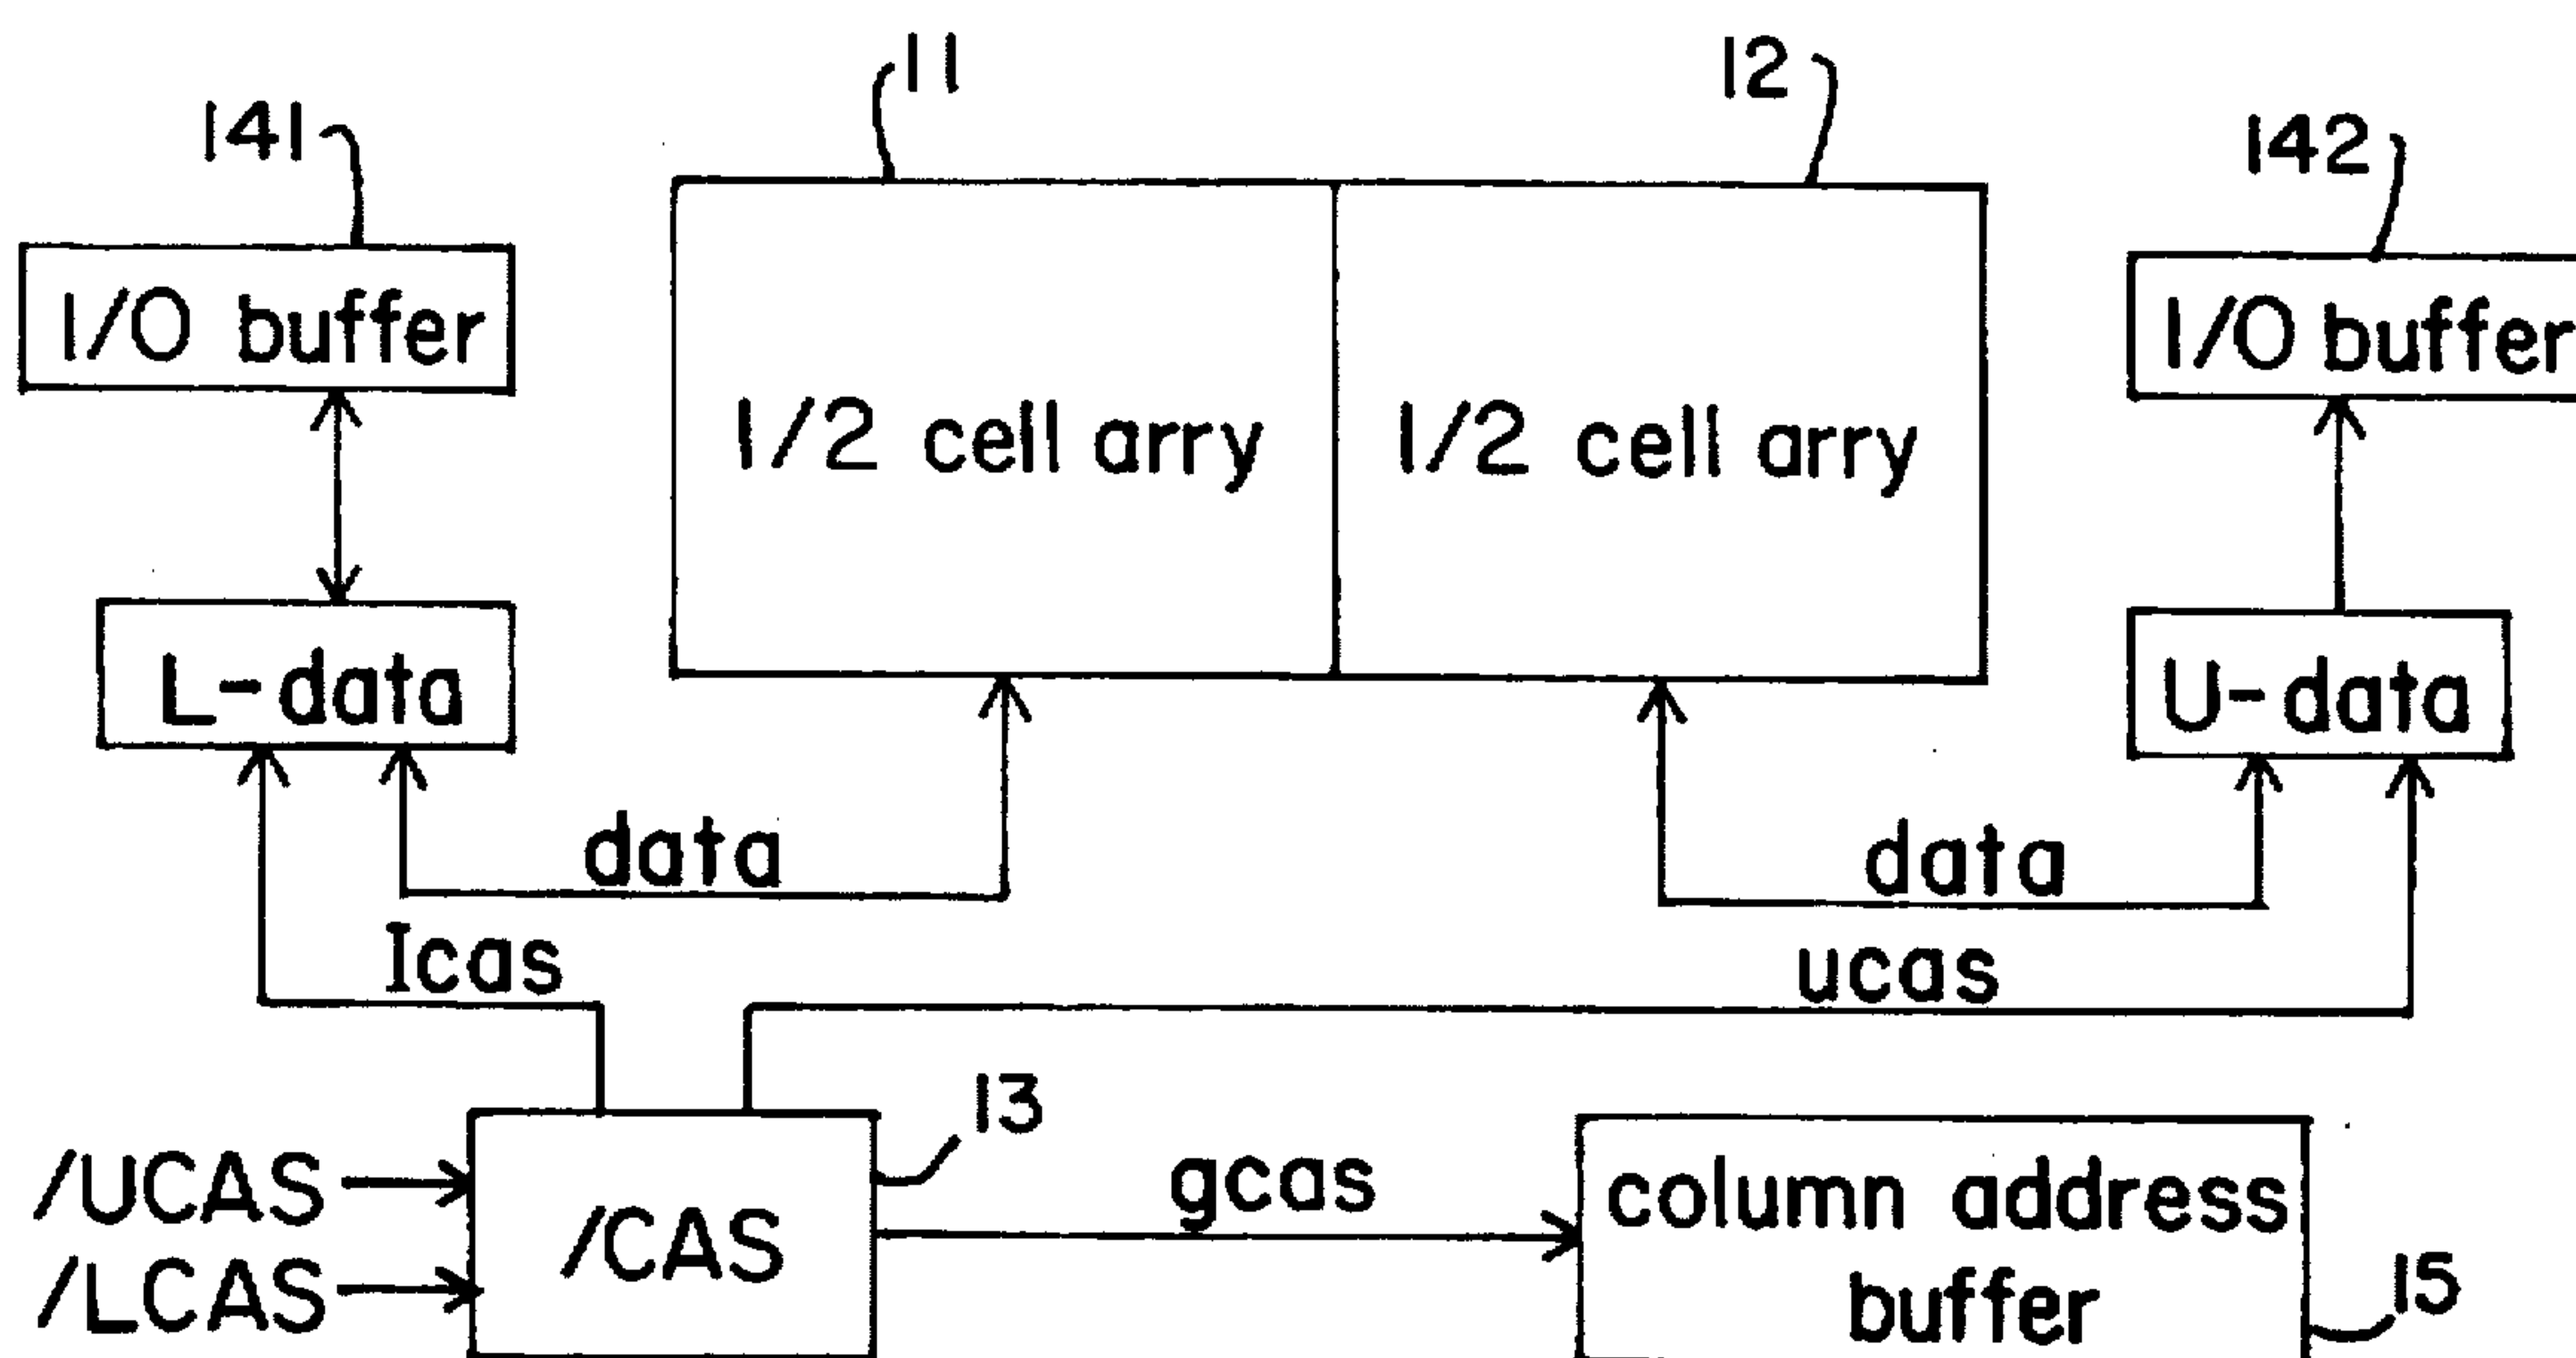 11
12
141
142
I/O buffer
I/O buffer
1/2 cell arry
1/2 cell arry
L-data
U-data
data
data
Icas
ucas
13
/UCAS
/LCAS
/CAS
gcas
column address
buffer
15